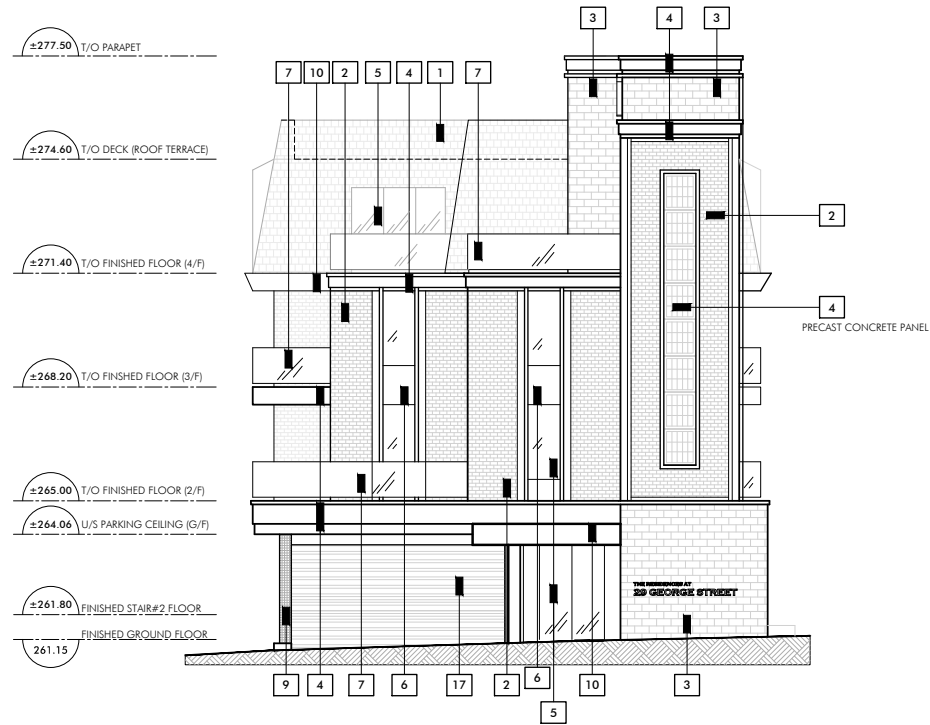 3 4 3
±277.50 T/O PARAPET
7 10 2 5 4 1 7
±274.60 T/O DECK (ROOF TERRACE)
2
±271.40 T/O FINISHED FLOOR (4/F)
4
PRECAST CONCRETE PANEL
±268.20 T/O FINSHED FLOOR (3/F)
±265.00 T/O FINISHED FLOOR (2/F)
±264.06 U/S PARKING CEILING (G/F)
THE RESIDENCES AT
29 GEORGE STREET
±261.80 FINISHED STAIR#2 FLOOR
FINISHED GROUND FLOOR
261.15
9 4 7 6 17 2 6 10 3
5